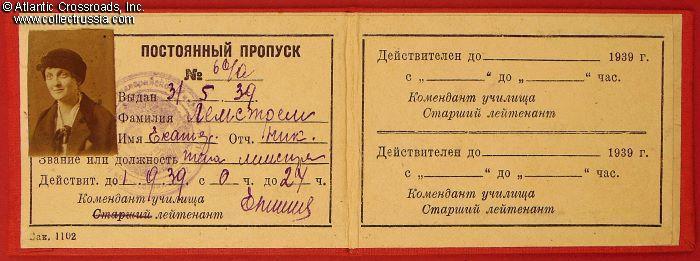 © Atlantic Crossroads, Inc.
www.collectrussia.com
ПОСТОЯННЫЙ ПРОПУСК
№
Выдан 31/5 39
Фамилия
Имя Екатер. Отч. Ник.
Звание или должность жена
Действит. до 1/9.39. с 0 ч. до 24 ч.
Комендант училища
Старший лейтенант
Зак. 1102
Действителен до 1939 г.
с „ “ до „ “ час.
Комендант училища
Старший лейтенант
Действителен до 1939 г.
с „ “ до „ “ час.
Комендант училища
Старший лейтенант